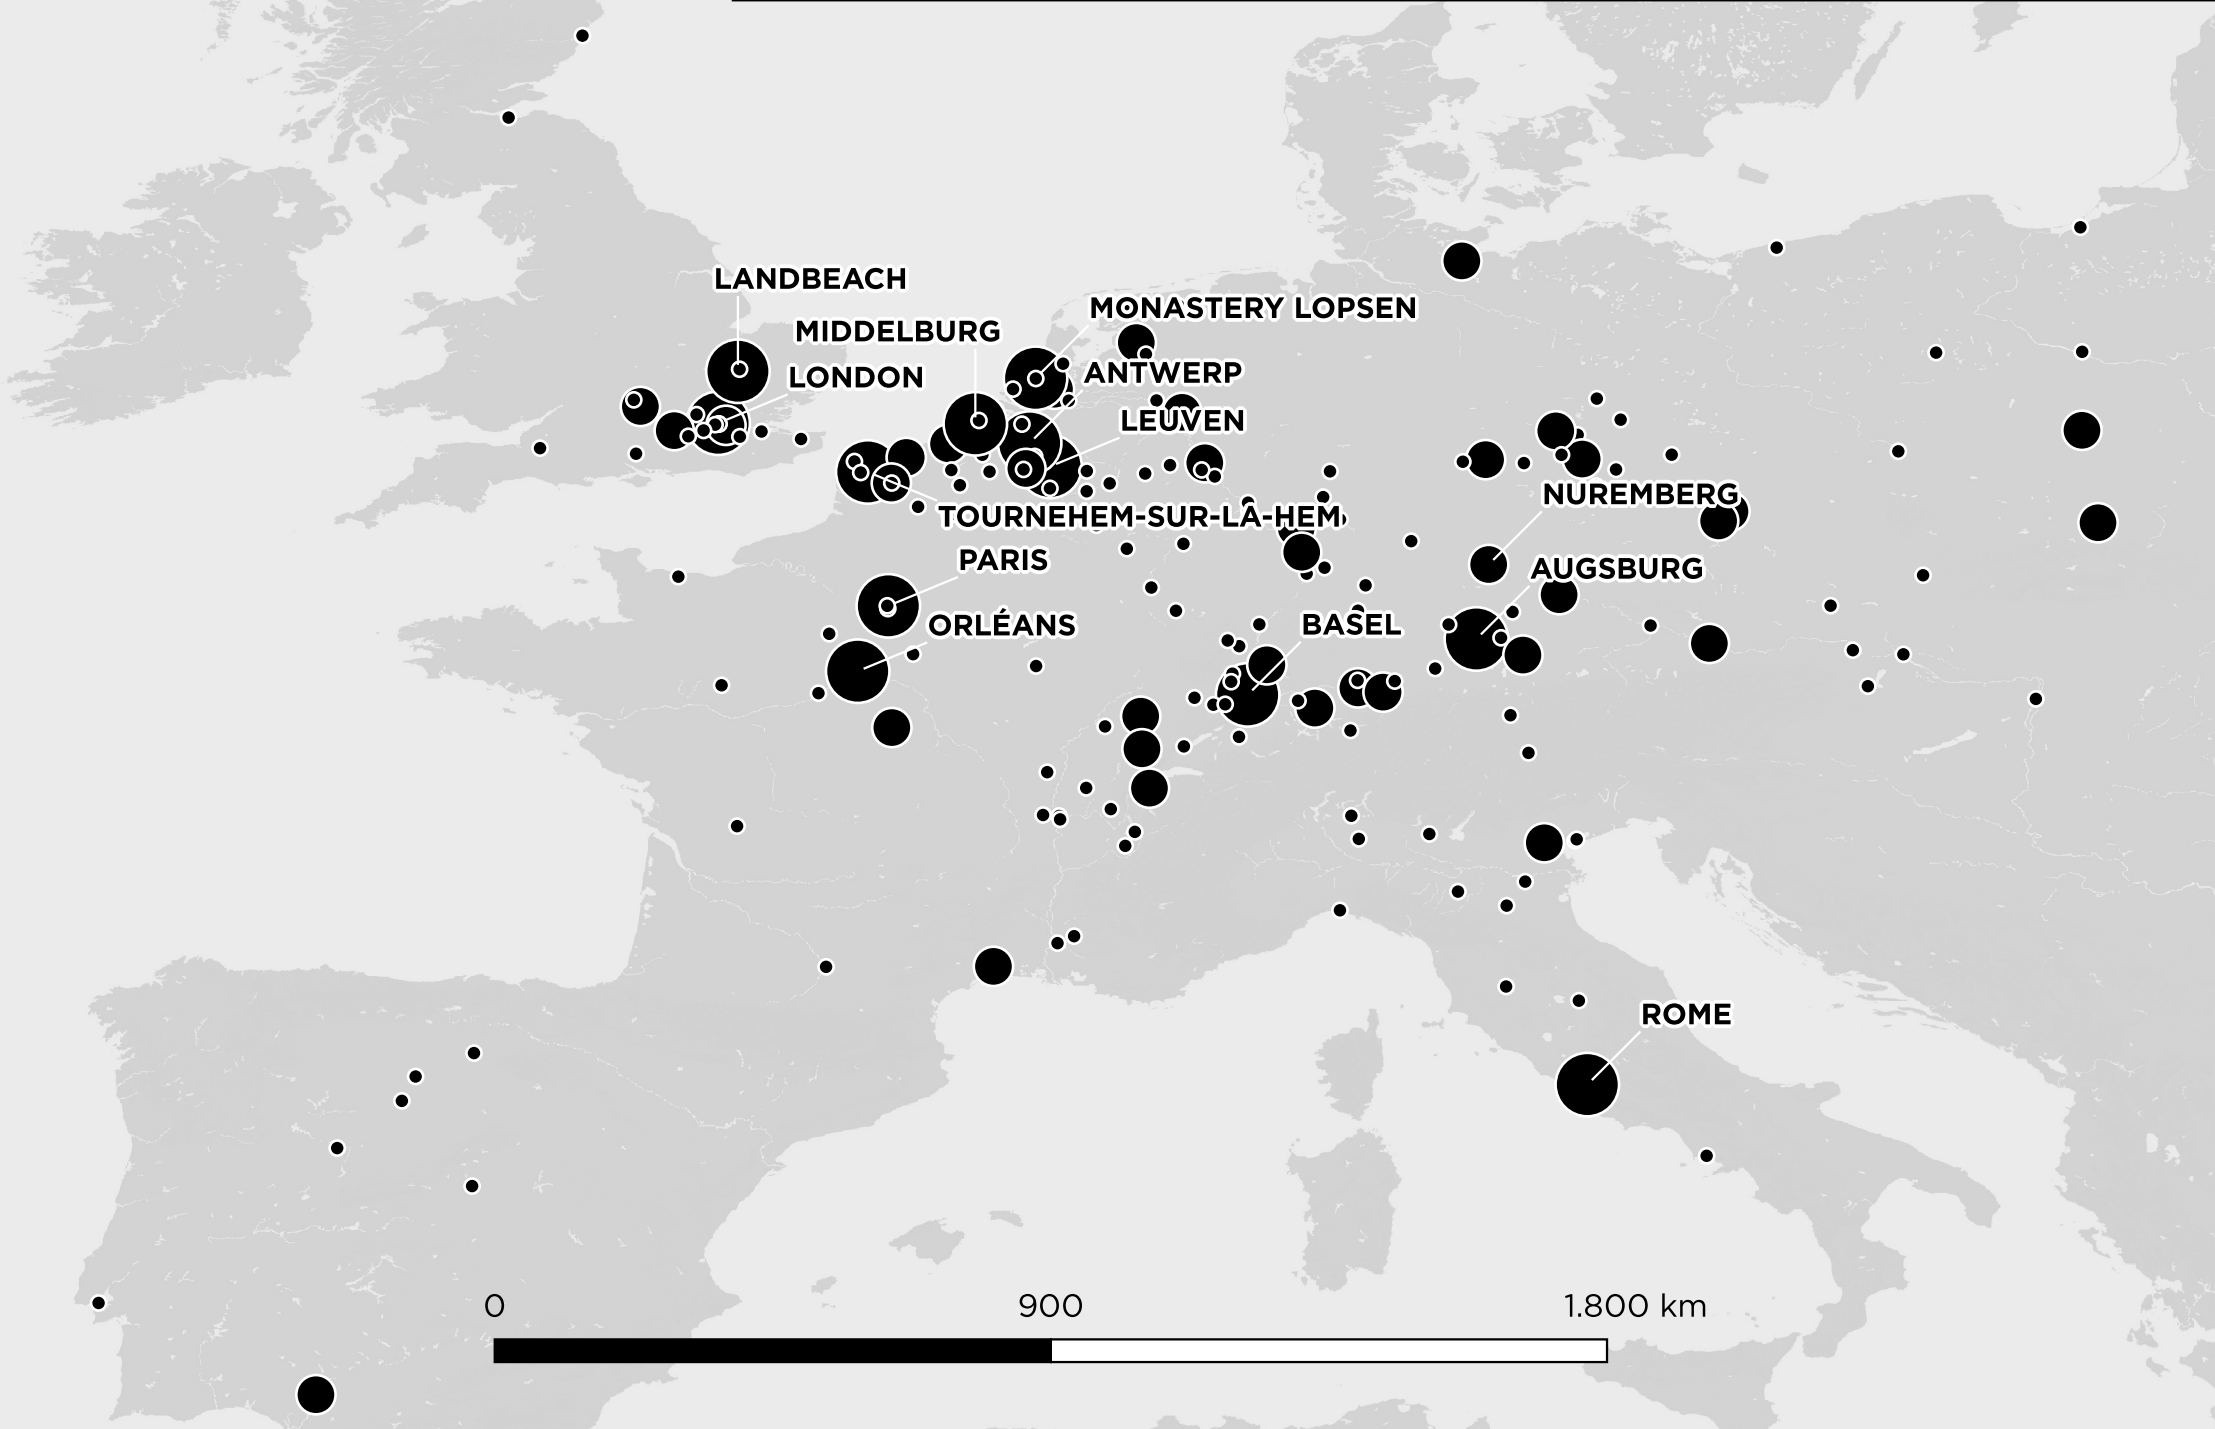 LANDBEACH
MONASTERY LOPSEN
MIDDELBURG
ANTWERP
LONDON
LEUVEN
NUREMBERG
TOURNEHEM-SUR-LA-HEM
PARIS
AUGSBURG
ORLÉANS
BASEL
ROME
0 900 1.800 km